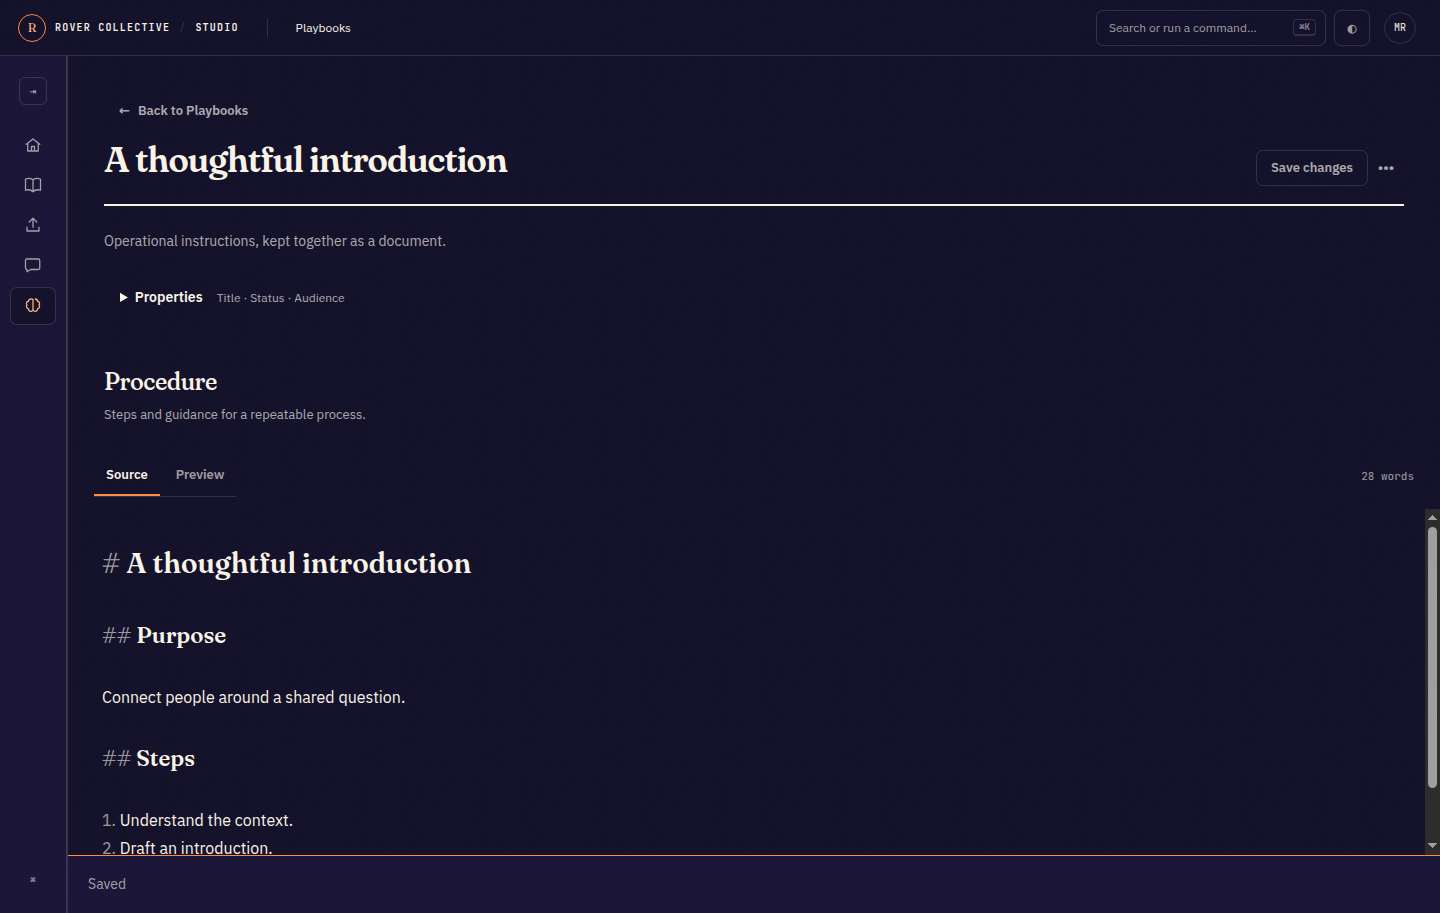 R ROVER COLLECTIVE / STUDIO Playbooks Search or run a command... ⌘K MR
← Back to Playbooks
A thoughtful introduction
Save changes •••
Operational instructions, kept together as a document.
▶ Properties Title · Status · Audience
Procedure
Steps and guidance for a repeatable process.
Source Preview 28 words
# A thoughtful introduction
## Purpose
Connect people around a shared question.
## Steps
1. Understand the context.
2. Draft an introduction.
⌘ Saved